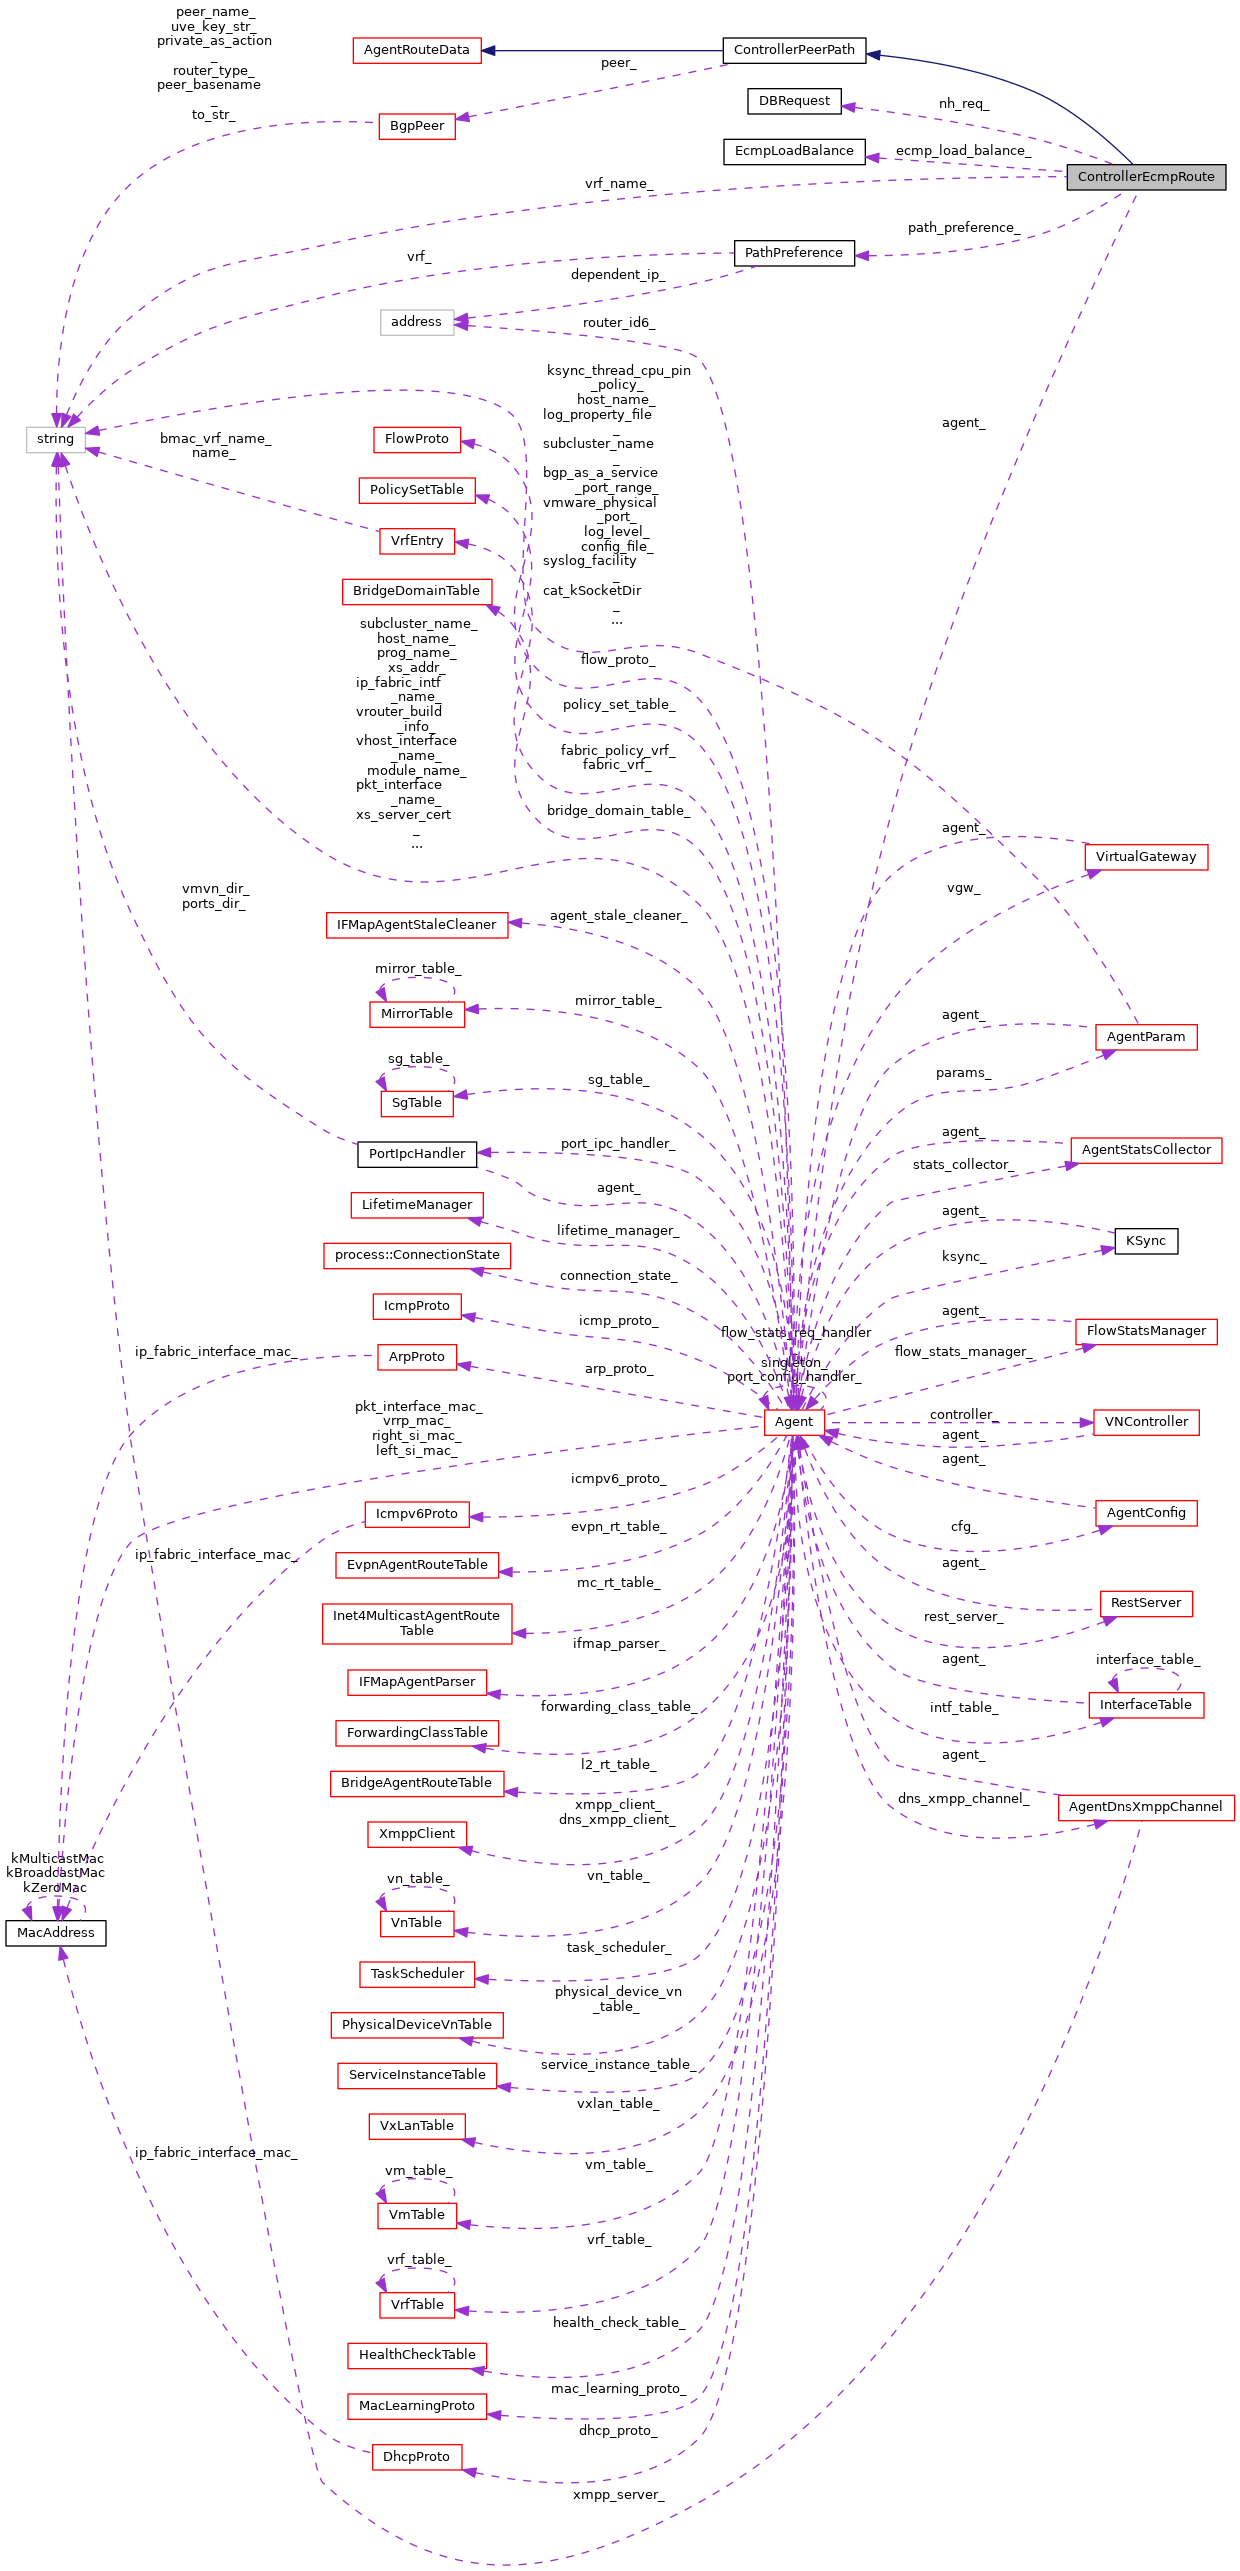 peer_name_
uve_key_str_
private_as_action
_
router_type_
peer_basename
_
to_str_
AgentRouteData
ControllerPeerPath
peer_
DBRequest
nh_req_
BgpPeer
EcmpLoadBalance
ecmp_load_balance_
ControllerEcmpRoute
vrf_name_
path_preference_
PathPreference
vrf_
dependent_ip_
address
router_id6_
ksync_thread_cpu_pin
_policy_
host_name_
log_property_file
_
subcluster_name
_
bgp_as_a_service
_port_range_
vmware_physical
_port_
log_level_
config_file_
syslog_facility
_
cat_kSocketDir
_
...
agent_
string
bmac_vrf_name_
name_
FlowProto
PolicySetTable
VrfEntry
BridgeDomainTable
subcluster_name_
host_name_
prog_name_
xs_addr_
ip_fabric_intf
_name_
vrouter_build
_info_
vhost_interface
_name_
module_name_
pkt_interface
_name_
xs_server_cert
_
...
flow_proto_
policy_set_table_
fabric_policy_vrf_
fabric_vrf_
bridge_domain_table_
agent_
VirtualGateway
vgw_
vmvn_dir_
ports_dir_
IFMapAgentStaleCleaner
agent_stale_cleaner_
mirror_table_
MirrorTable
mirror_table_
agent_
AgentParam
params_
sg_table_
SgTable
sg_table_
PortIpcHandler
port_ipc_handler_
agent_
agent_
AgentStatsCollector
stats_collector_
LifetimeManager
lifetime_manager_
agent_
KSync
ksync_
process::ConnectionState
connection_state_
IcmpProto
icmp_proto_
agent_
FlowStatsManager
flow_stats_manager_
flow_stats_req_handler
_
singleton_
port_config_handler_
ip_fabric_interface_mac_
ArpProto
arp_proto_
Agent
controller_
agent_
VNController
pkt_interface_mac_
vrrp_mac_
right_si_mac_
left_si_mac_
agent_
AgentConfig
cfg_
icmpv6_proto_
Icmpv6Proto
ip_fabric_interface_mac_
evpn_rt_table_
EvpnAgentRouteTable
agent_
RestServer
rest_server_
mc_rt_table_
Inet4MulticastAgentRoute
Table
ifmap_parser_
IFMapAgentParser
agent_
interface_table_
InterfaceTable
intf_table_
forwarding_class_table_
ForwardingClassTable
l2_rt_table_
BridgeAgentRouteTable
agent_
AgentDnsXmppChannel
dns_xmpp_channel_
xmpp_client_
dns_xmpp_client_
XmppClient
kMulticastMac
kBroadcastMac
kZeroMac
MacAddress
vn_table_
VnTable
vn_table_
task_scheduler_
TaskScheduler
physical_device_vn
_table_
PhysicalDeviceVnTable
service_instance_table_
ServiceInstanceTable
vxlan_table_
VxLanTable
ip_fabric_interface_mac_
vm_table_
VmTable
vm_table_
vrf_table_
VrfTable
vrf_table_
health_check_table_
HealthCheckTable
mac_learning_proto_
MacLearningProto
dhcp_proto_
DhcpProto
xmpp_server_